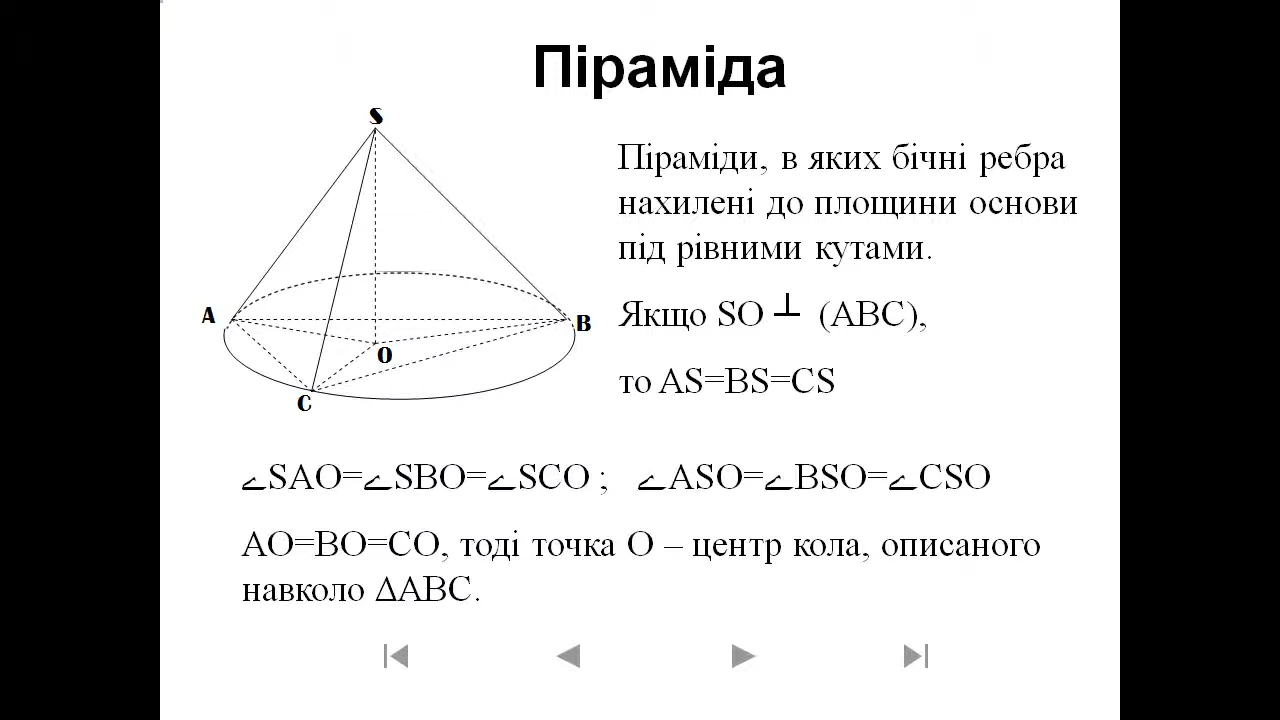 Піраміда
S
Піраміди, в яких бічні ребра
нахилені до площини основи
під рівними кутами.
A
B
Якщо SO ⊥ (ABC),
O
то AS=BS=CS
C
∠SAO=∠SBO=∠SCO ; ∠ASO=∠BSO=∠CSO
AO=BO=CO, тоді точка О – центр кола, описаного
навколо ΔABC.